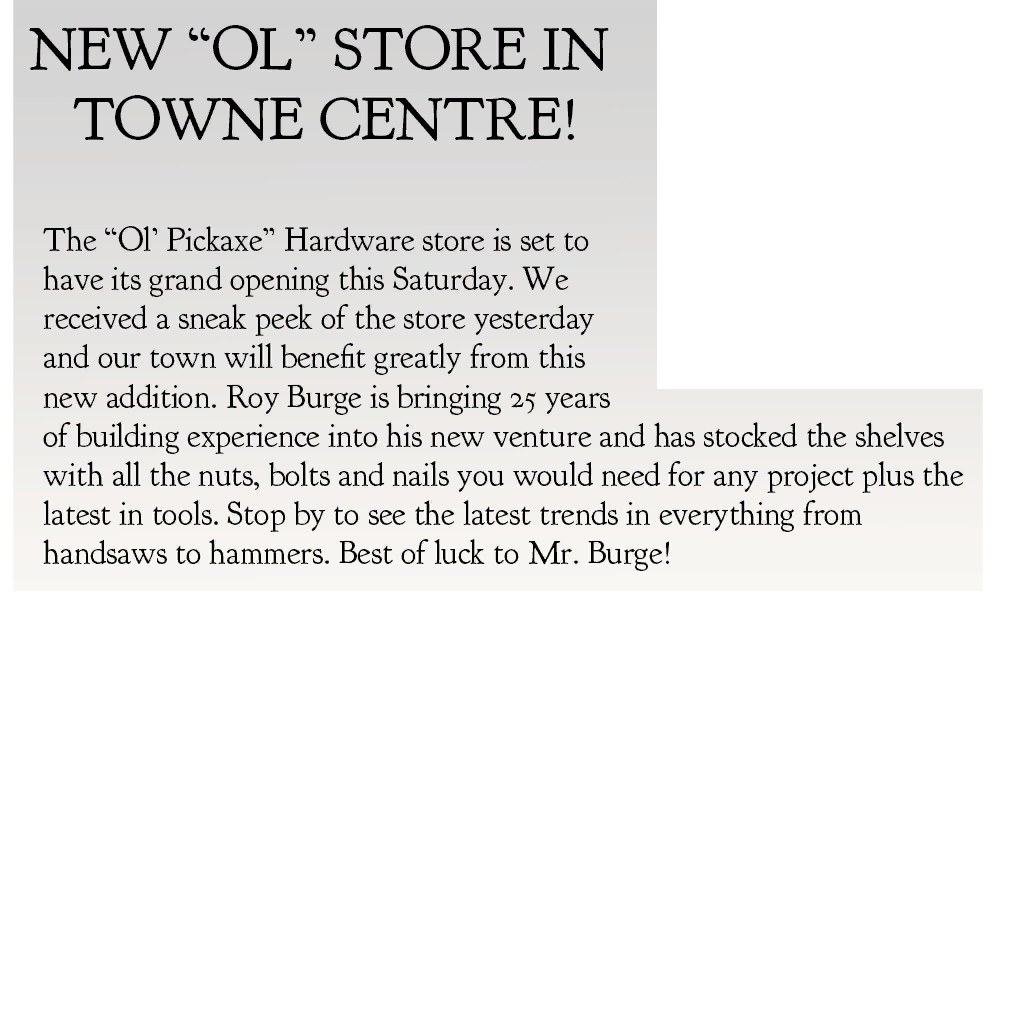 NEW “OL” STORE IN
TOWNE CENTRE!
The “Ol’ Pickaxe” Hardware store is set to
have its grand opening this Saturday. We
received a sneak peek of the store yesterday
and our town will benefit greatly from this
new addition. Roy Burge is bringing 25 years
of building experience into his new venture and has stocked the shelves
with all the nuts, bolts and nails you would need for any project plus the
latest in tools. Stop by to see the latest trends in everything from
handsaws to hammers. Best of luck to Mr. Burge!